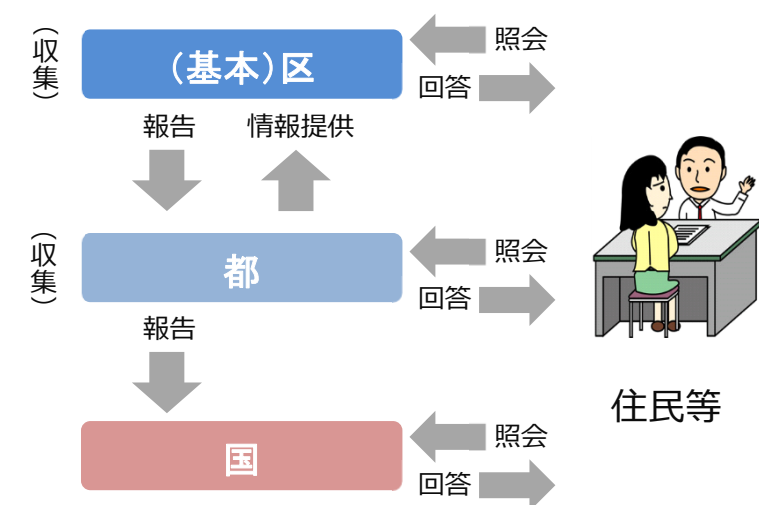 （収集）
（基本）区
照会
回答
報告
情報提供
（収集）
都
照会
回答
報告
住民等
国
照会
回答